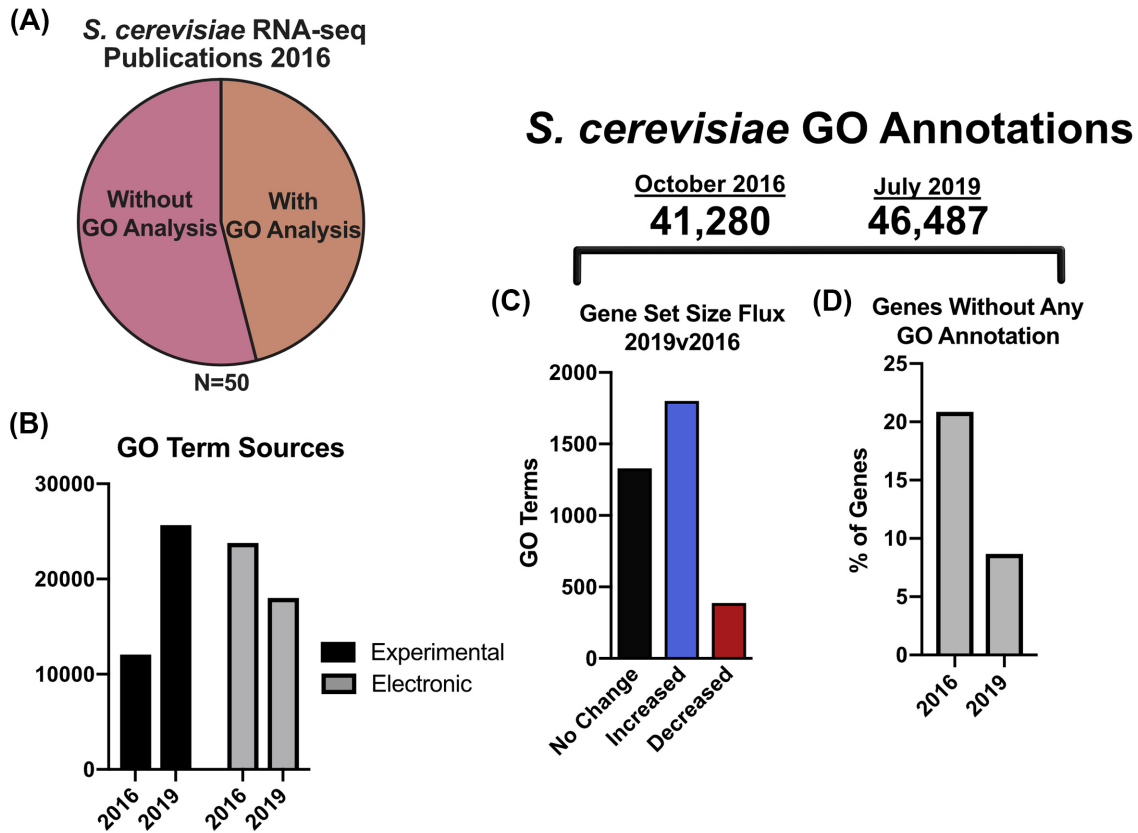 (A)
S. cerevisiae RNA-seq
Publications 2016
Without
GO Analysis
With
GO Analysis
N=50
(B)
GO Term Sources
30000
20000
10000
0
2016
2019
2016
2019
Experimental
Electronic
S. cerevisiae GO Annotations
October 2016
41,280
July 2019
46,487
(C)
Gene Set Size Flux
2019v2016
GO Terms
2000
1500
1000
500
0
No Change
Increased
Decreased
(D)
Genes Without Any
GO Annotation
% of Genes
25
20
15
10
5
0
2016
2019